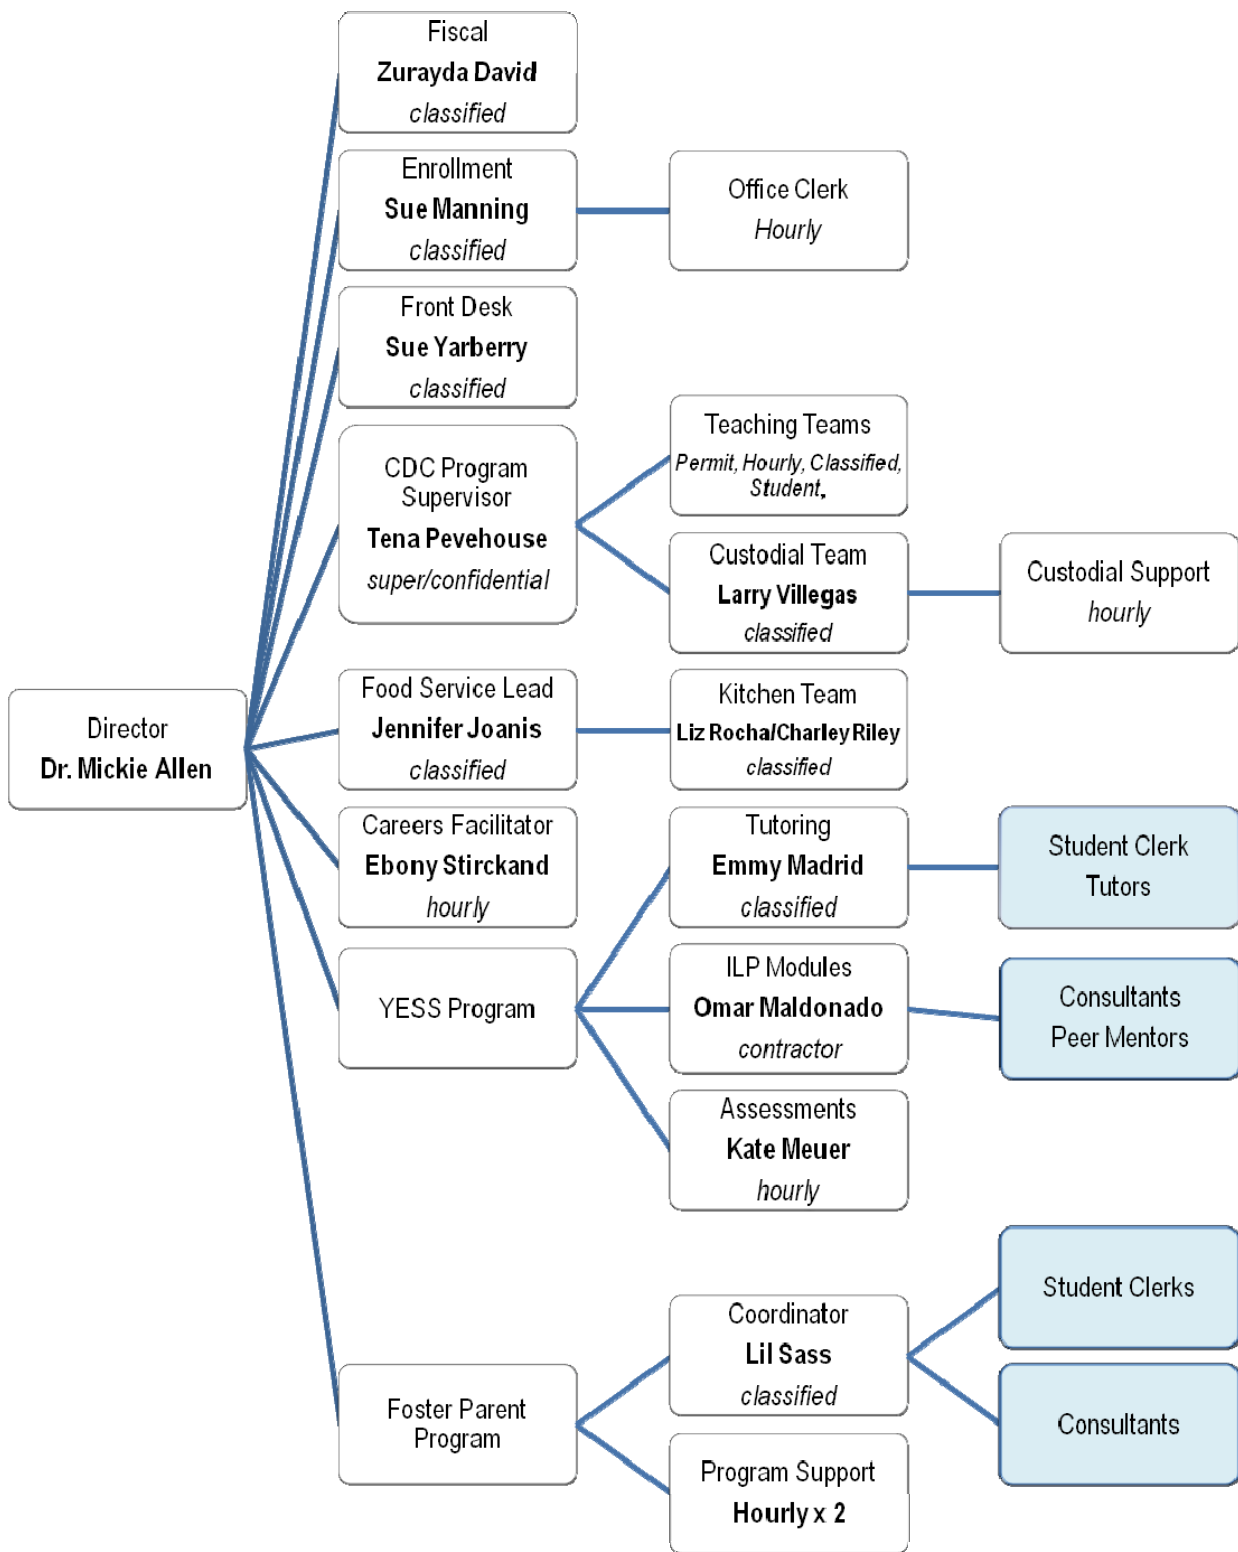 Fiscal
Zurayda David
classified
Enrollment
Sue Manning
classified
Office Clerk
Hourly
Front Desk
Sue Yarberry
classified
CDC Program
Supervisor
Tena Pevehouse
super/confidential
Teaching Teams
Permit, Hourly, Classified,
Student,
Custodial Team
Larry Villegas
classified
Custodial Support
hourly
Director
Dr. Mickie Allen
Food Service Lead
Jennifer Joanis
classified
Kitchen Team
Liz Rocha/Charley Riley
classified
Careers Facilitator
Ebony Stirckand
hourly
YESS Program
Tutoring
Emmy Madrid
classified
Student Clerk
Tutors
ILP Modules
Omar Maldonado
contractor
Consultants
Peer Mentors
Assessments
Kate Meuer
hourly
Foster Parent
Program
Coordinator
Lil Sass
classified
Student Clerks
Consultants
Program Support
Hourly x 2